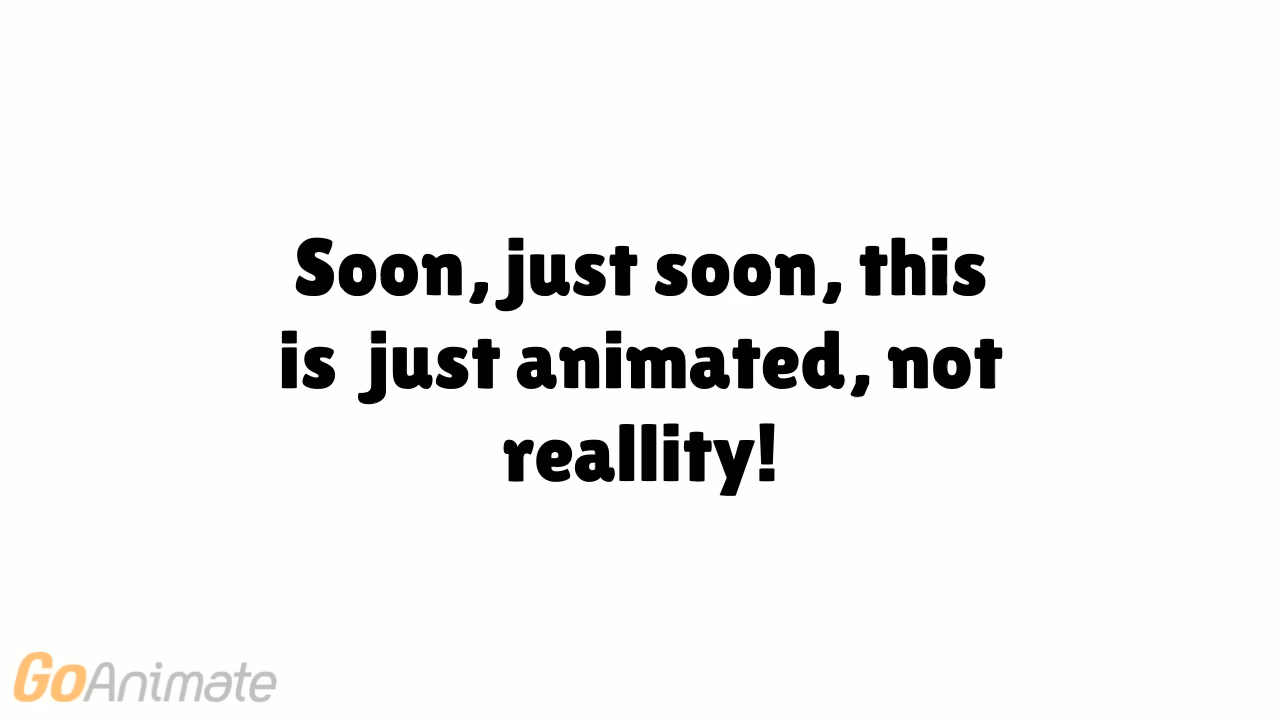 Soon, just soon, this
is  just animated, not
reallity!
GoAnimate